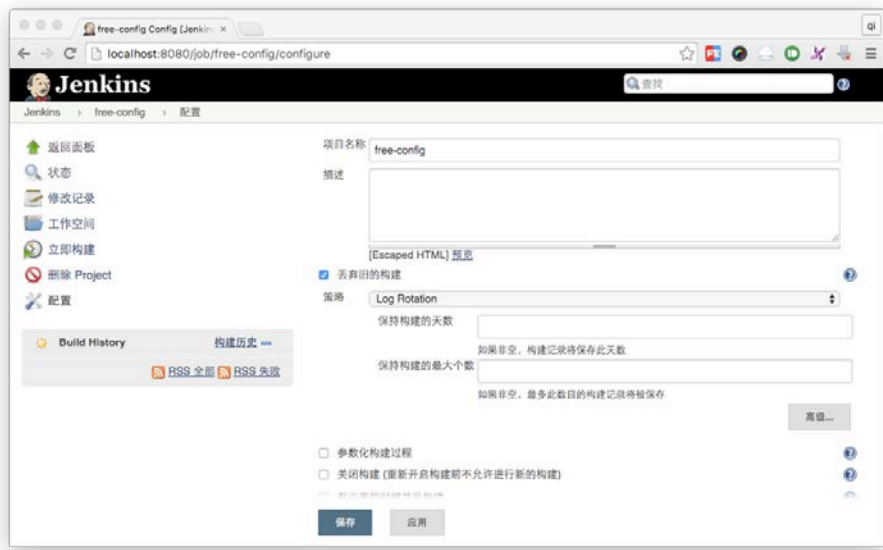 free-config Config [Jenkins
qi
localhost:8080/job/free-config/configure
Jenkins
查找
Jenkins › free-config › 配置
返回面板
状态
修改记录
工作空间
立即构建
删除 Project
配置
Build History 构建历史
RSS 全部 RSS 失败
项目名称 free-config
描述
[Escaped HTML] 预览
丢弃旧的构建
策略 Log Rotation
保持构建的天数
如果非空，构建记录将保存此天数
保持构建的最大个数
如果非空，最多此数目的构建记录将被保存
高级...
参数化构建过程
关闭构建 (重新开启构建前不允许进行新的构建)
保存 应用